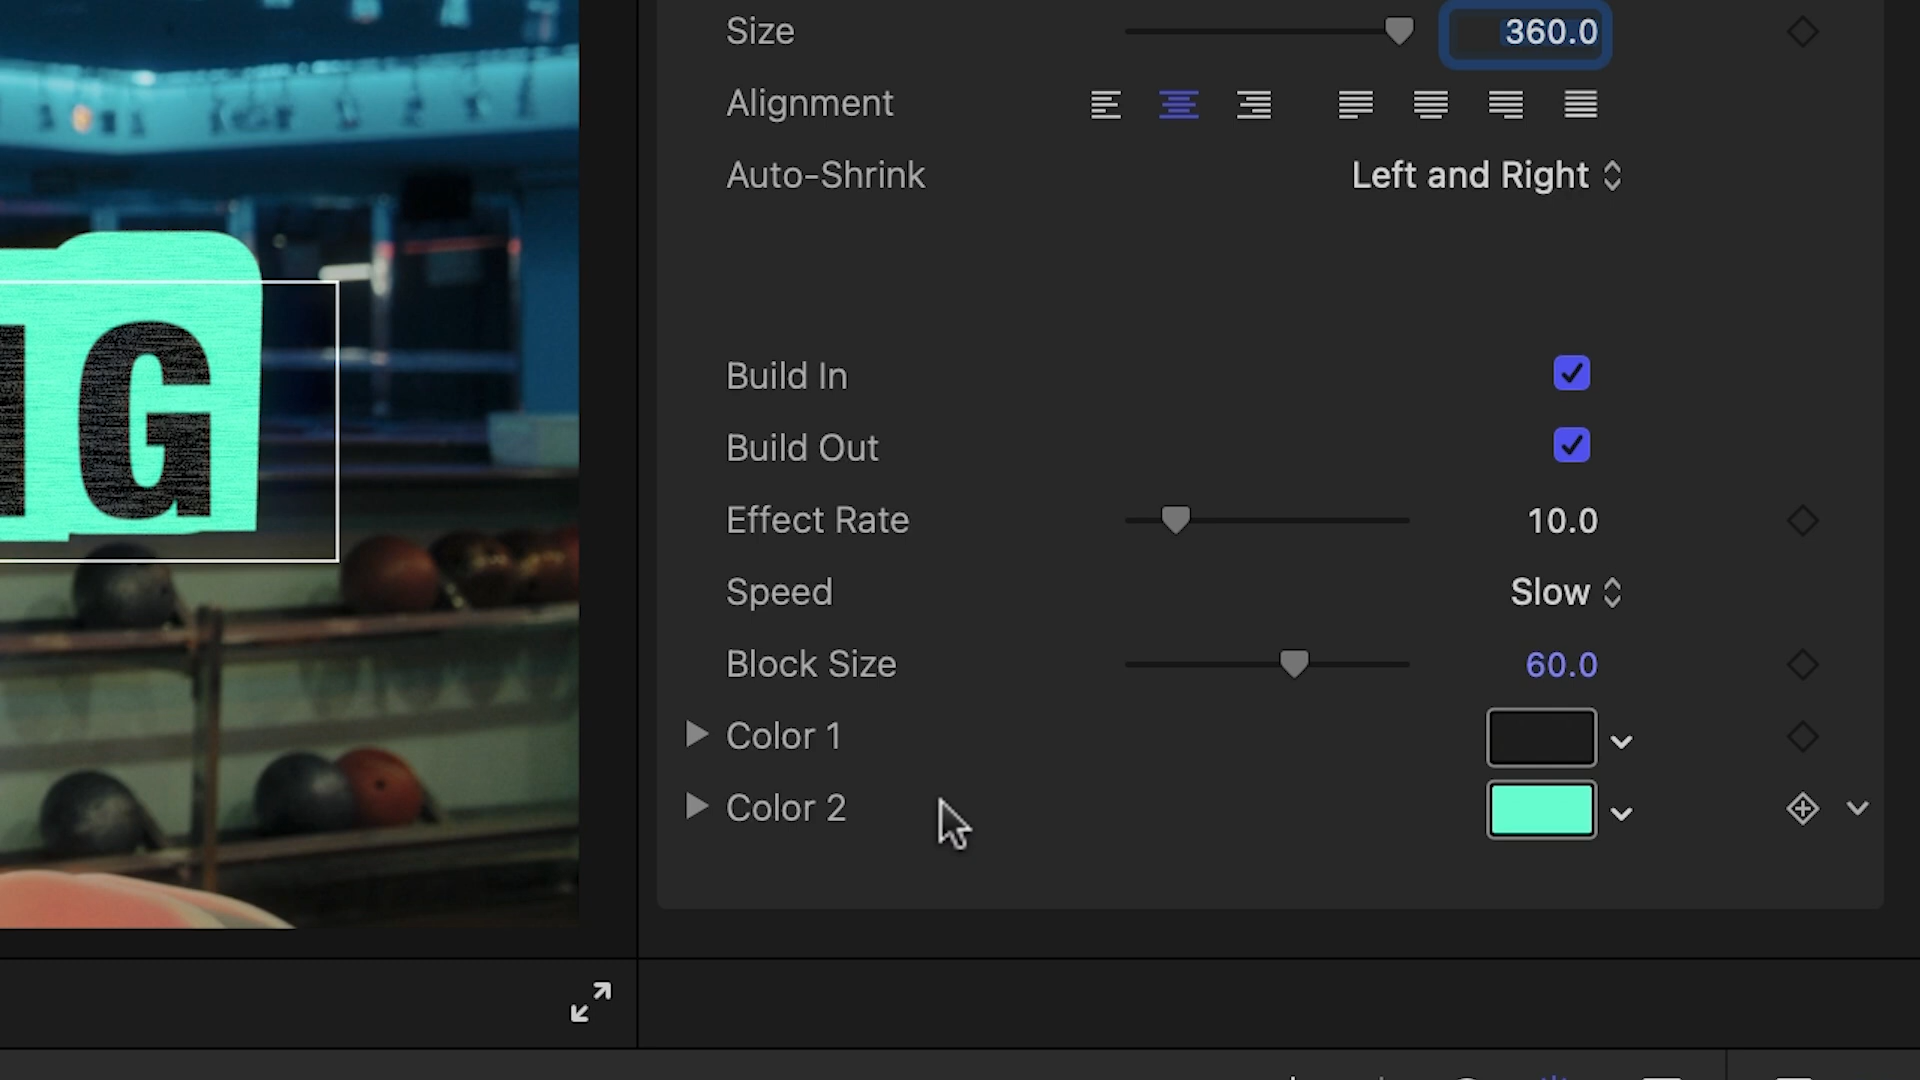 Size 360.0
Alignment
Auto-Shrink Left and Right
G
Build In
Build Out
Effect Rate 10.0
Speed Slow
Block Size 60.0
Color 1
Color 2